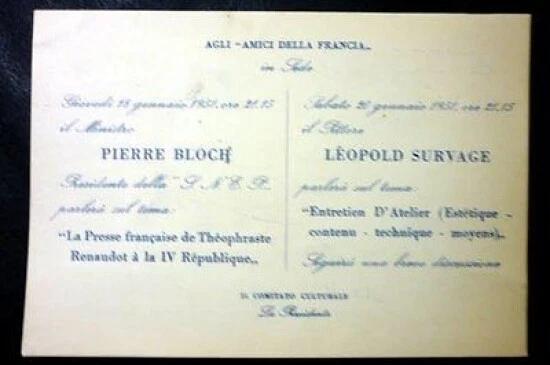 AGLI "AMICI DELLA FRANCIA„
in Sede
Giovedì 18 gennaio 1951, ore 21.15
il Ministro
PIERRE BLOCH
Presidente della S. N. E. P.
parlerà sul tema:
"La Presse française de Théophraste
Renaudot à la IV République„
Sabato 20 gennaio 1951, ore 21.15
il Pittore
LÉOPOLD SURVAGE
parlerà sul tema:
"Entretien D'Atelier (Estétique -
contenu - technique - moyens)„
Seguirà una breve discussione
IL COMITATO CULTURALE
La Presidente